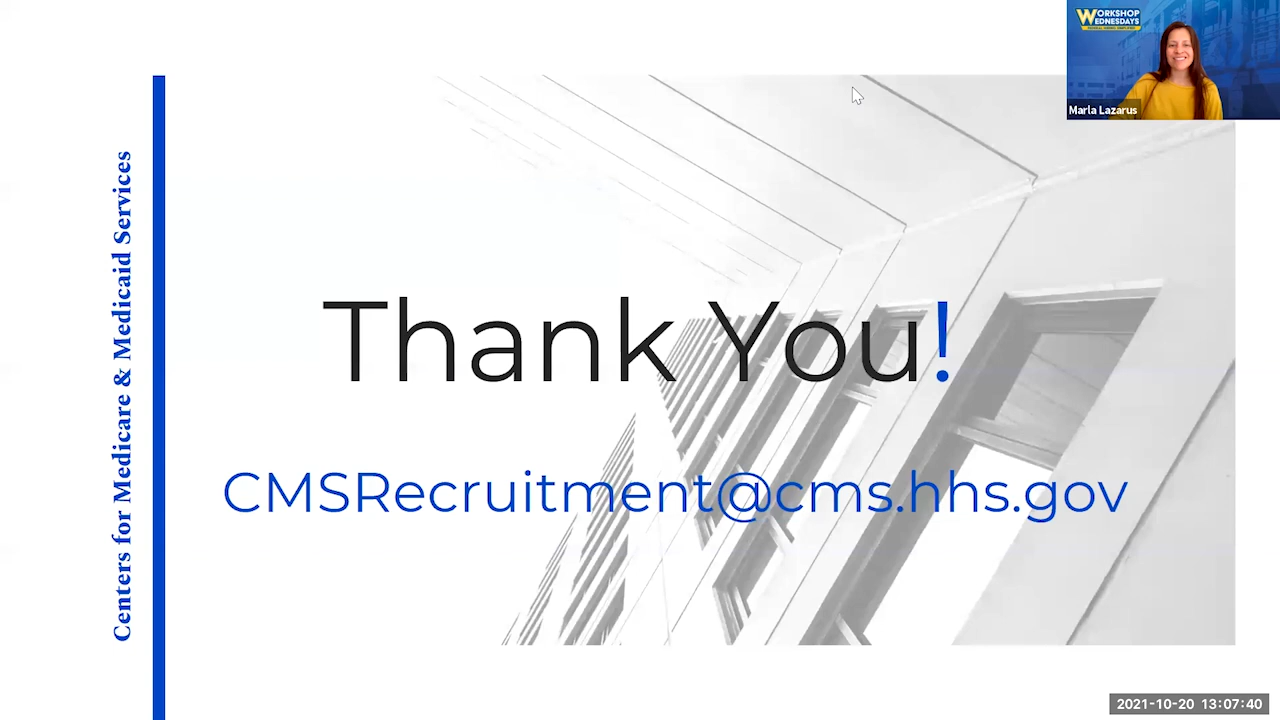 WORKSHOP
WEDNESDAYS
Marla Lazarus
Centers for Medicare & Medicaid Services
Thank You!
CMSRecruitment@cms.hhs.gov
2021-10-20 13:07:40